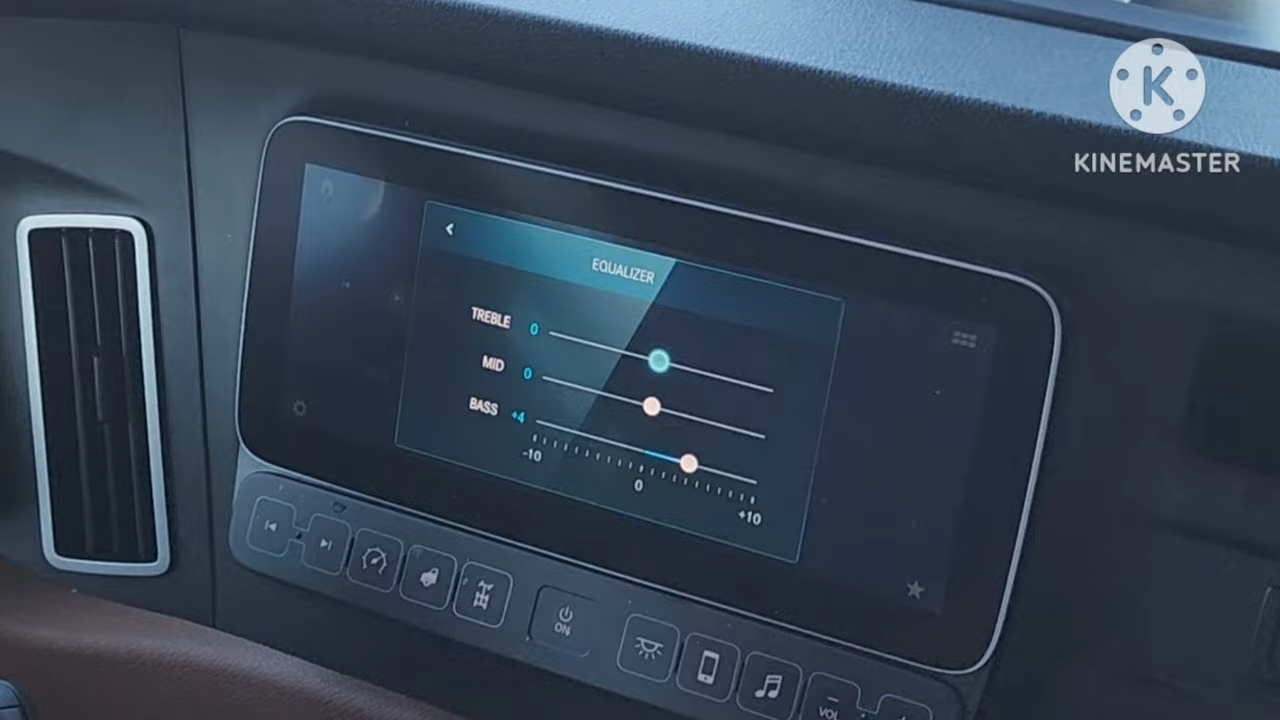 K
KINEMASTER
EQUALIZER
TREBLE 0
MID 0
BASS +4
-10 0 +10
ON
VOL